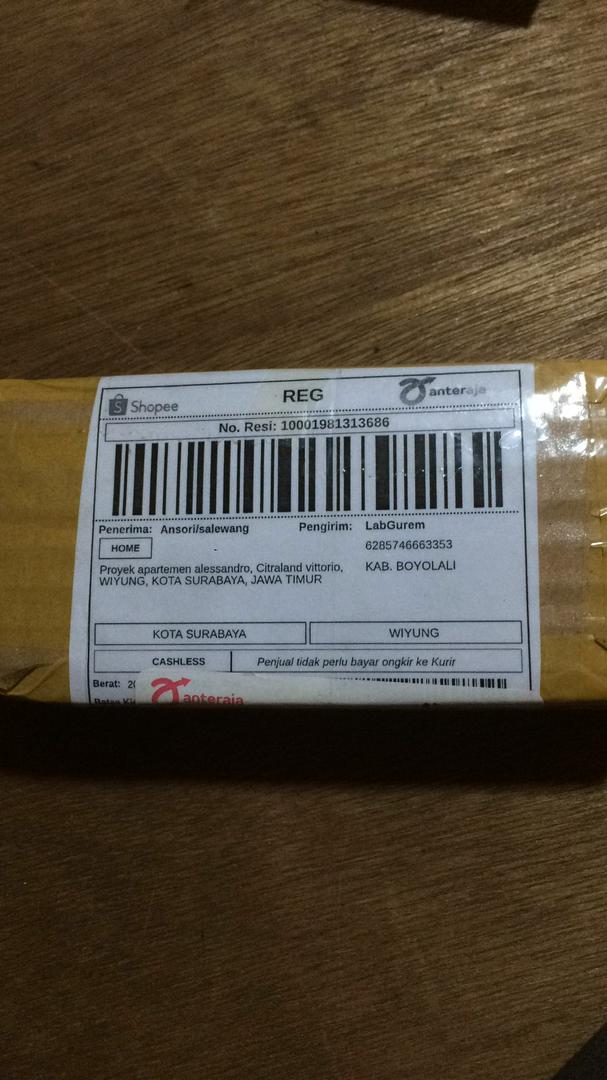 Shopee REG anteraja
No. Resi: 10001981313686
Penerima: Ansori/salewang Pengirim: LabGurem
HOME 6285746663353
Proyek apartemen alessandro, Citraland vittorio, KAB. BOYOLALI
WIYUNG, KOTA SURABAYA, JAWA TIMUR
KOTA SURABAYA WIYUNG
CASHLESS Penjual tidak perlu bayar ongkir ke Kurir
Berat:
anteraja